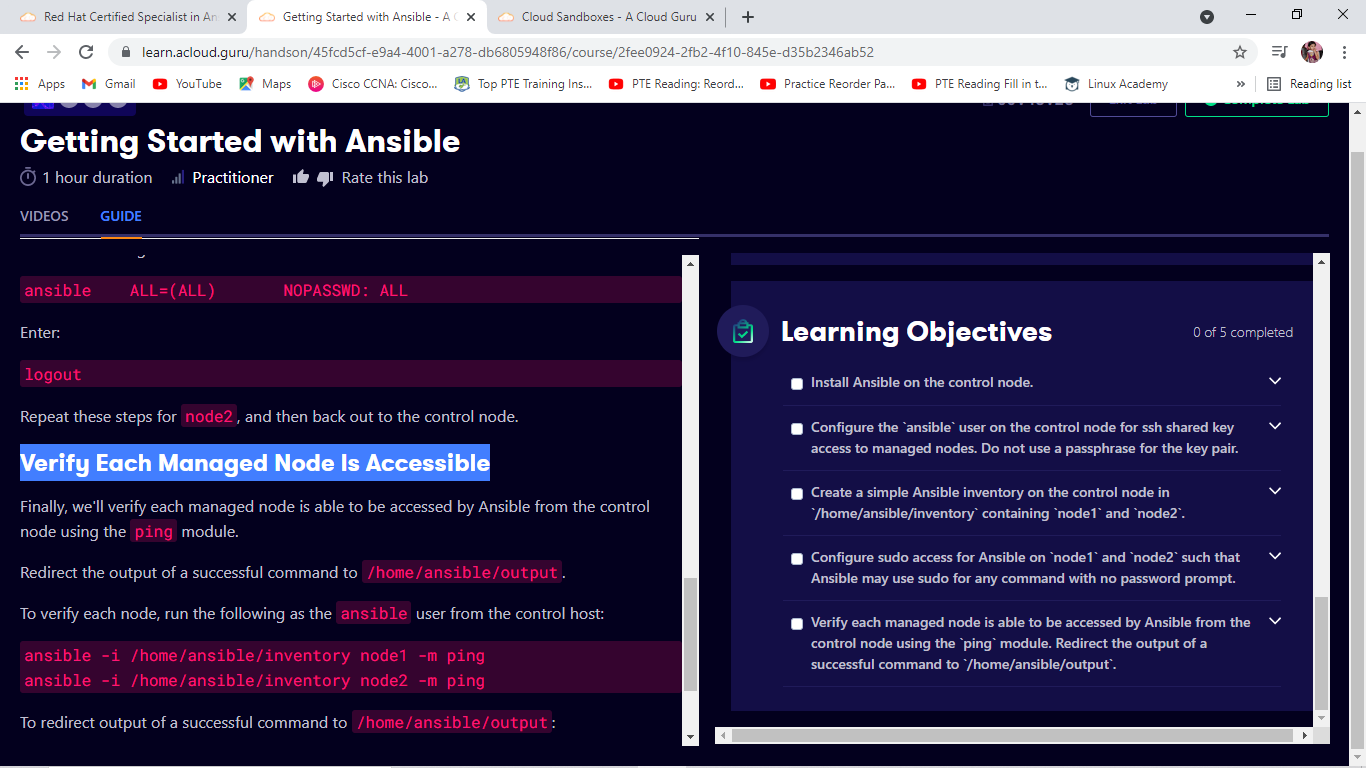 Red Hat Certified Specialist in An
Getting Started with Ansible - A C
Cloud Sandboxes - A Cloud Guru
learn.acloud.guru/handson/45fcd5cf-e9a4-4001-a278-db6805948f86/course/2fee0924-2fb2-4f10-845e-d35b2346ab52
Apps
Gmail
YouTube
Maps
Cisco CCNA: Cisco...
Top PTE Training Ins...
PTE Reading: Reord...
Practice Reorder Pa...
PTE Reading Fill in t...
Linux Academy
»
Reading list
Getting Started with Ansible
1 hour duration
Practitioner
Rate this lab
VIDEOS
GUIDE
ansible    ALL=(ALL)       NOPASSWD: ALL
Enter:
logout
Repeat these steps for node2, and then back out to the control node.
Verify Each Managed Node Is Accessible
Finally, we'll verify each managed node is able to be accessed by Ansible from the control
node using the ping module.
Redirect the output of a successful command to /home/ansible/output.
To verify each node, run the following as the ansible user from the control host:
ansible -i /home/ansible/inventory node1 -m ping
ansible -i /home/ansible/inventory node2 -m ping
To redirect output of a successful command to /home/ansible/output:
Learning Objectives
0 of 5 completed
Install Ansible on the control node.
Configure the `ansible` user on the control node for ssh shared key
access to managed nodes. Do not use a passphrase for the key pair.
Create a simple Ansible inventory on the control node in
`/home/ansible/inventory` containing `node1` and `node2`.
Configure sudo access for Ansible on `node1` and `node2` such that
Ansible may use sudo for any command with no password prompt.
Verify each managed node is able to be accessed by Ansible from the
control node using the `ping` module. Redirect the output of a
successful command to `/home/ansible/output`.